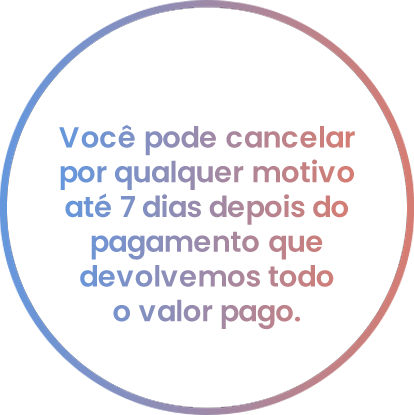 Você pode cancelar
por qualquer motivo
até 7 dias depois do
pagamento que
devolvemos todo
o valor pago.